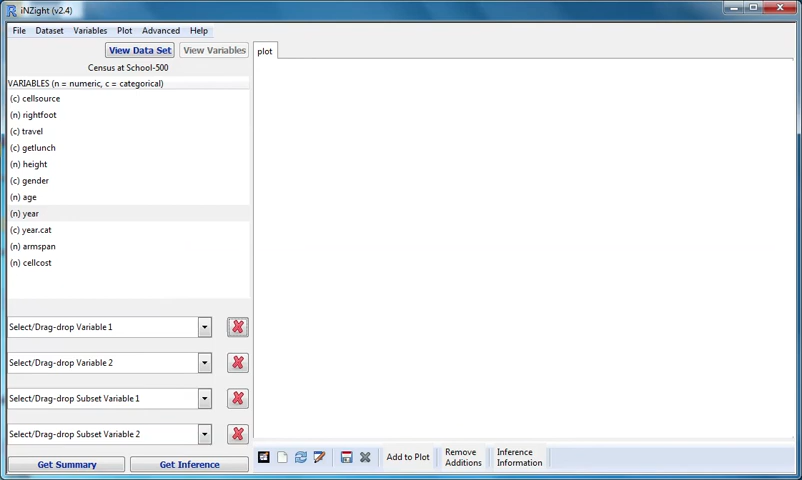 iNZight (v2.4)
File Dataset Variables Plot Advanced Help
View Data Set View Variables
Census at School-500
VARIABLES (n = numeric, c = categorical)
(c) cellsource
(n) rightfoot
(c) travel
(c) getlunch
(n) height
(c) gender
(n) age
(n) year
(c) year.cat
(n) armspan
(n) cellcost
Select/Drag-drop Variable 1
Select/Drag-drop Variable 2
Select/Drag-drop Subset Variable 1
Select/Drag-drop Subset Variable 2
Get Summary Get Inference
plot
Add to Plot
Remove
Additions
Inference
Information